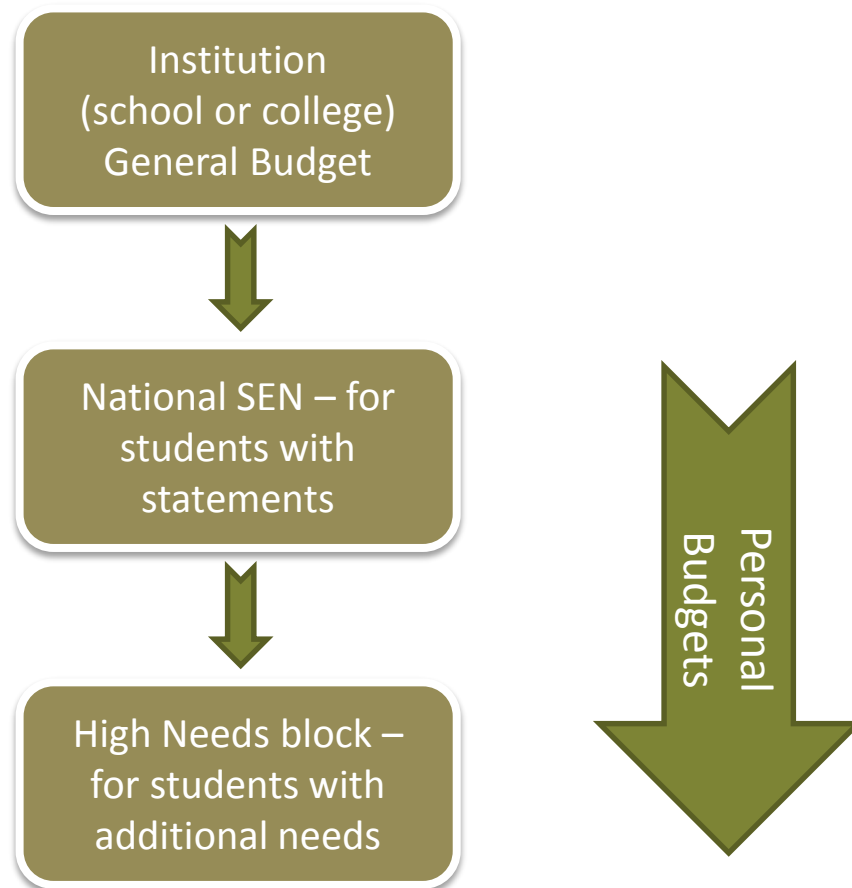 Institution
(school or college)
General Budget
National SEN – for
students with
statements
High Needs block –
for students with
additional needs
Personal
Budgets